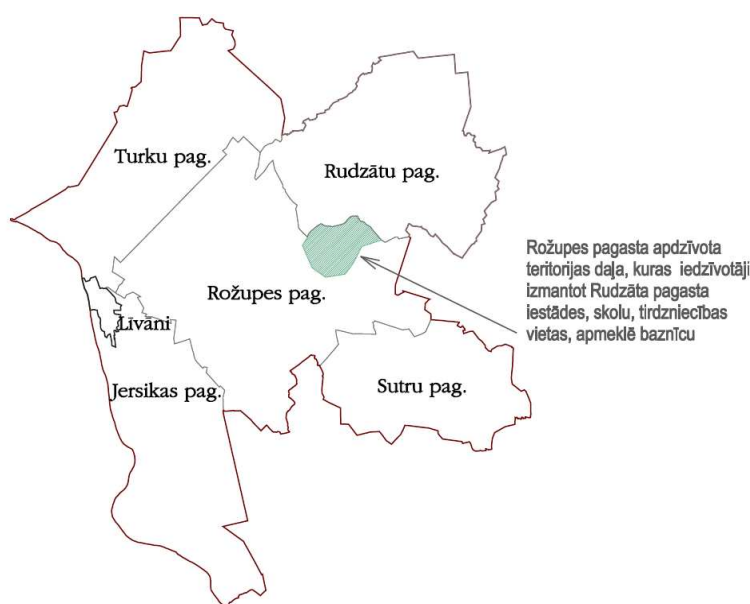 Turku pag.
Rudzātu pag.
Rožupes pag.
Līvāni
Jersikas pag.
Sutru pag.
Rožupes pagasta apdzīvota
teritorijas daļa, kuras iedzīvotāji
izmantot Rudzāta pagasta
iestādes, skolu, tirdzniecības
vietas, apmeklē baznīcu